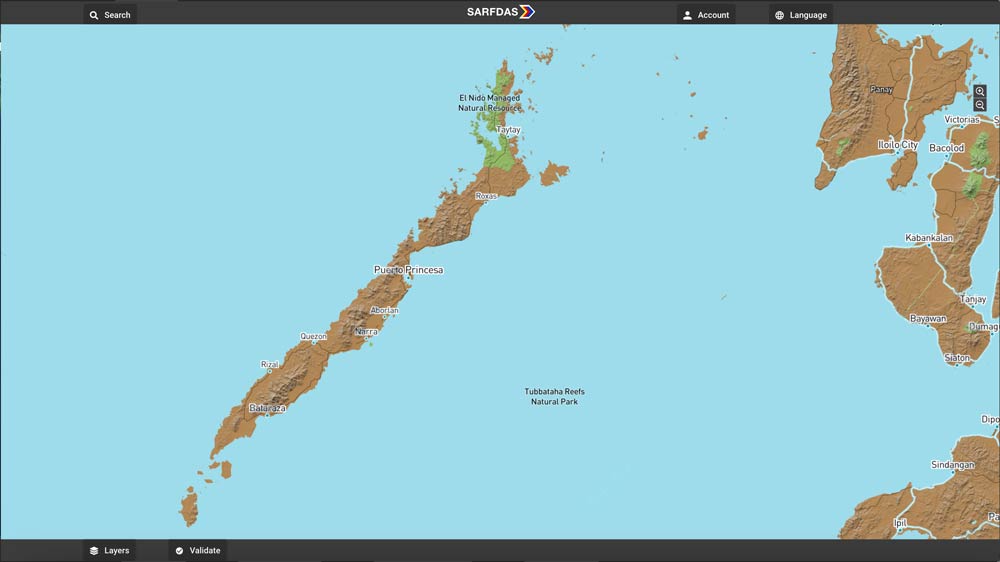 Search
SARFDAS
Account
Language
El Nido Managed
Natural Resource
Taytay
Roxas
Puerto Princesa
Aborlan
Narra
Quezon
Rizal
Bataraza
Tubbataha Reefs
Natural Park
Panay
Iloilo City
Victorias
S
Bacolod
Kabankalan
Tanjay
Bayawan
Dumag
Siaton
Dipo
Sindangan
Pa
Ipil
Layers
Validate